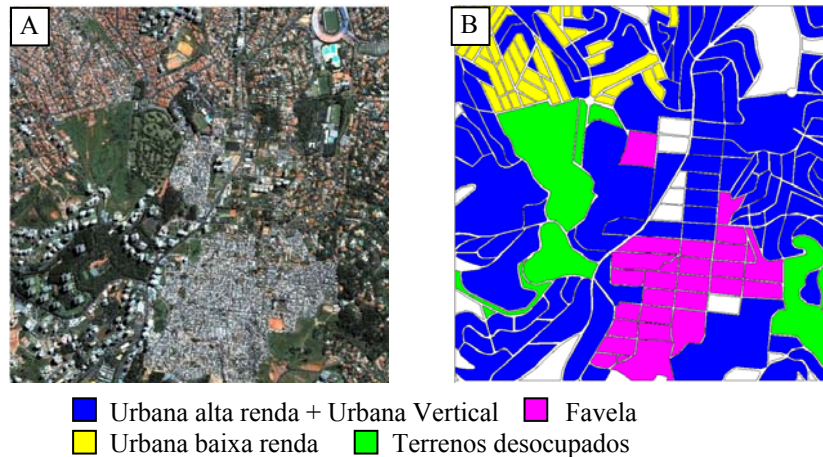 A
B
Urbana alta renda + Urbana Vertical
Favela
Urbana baixa renda
Terrenos desocupados